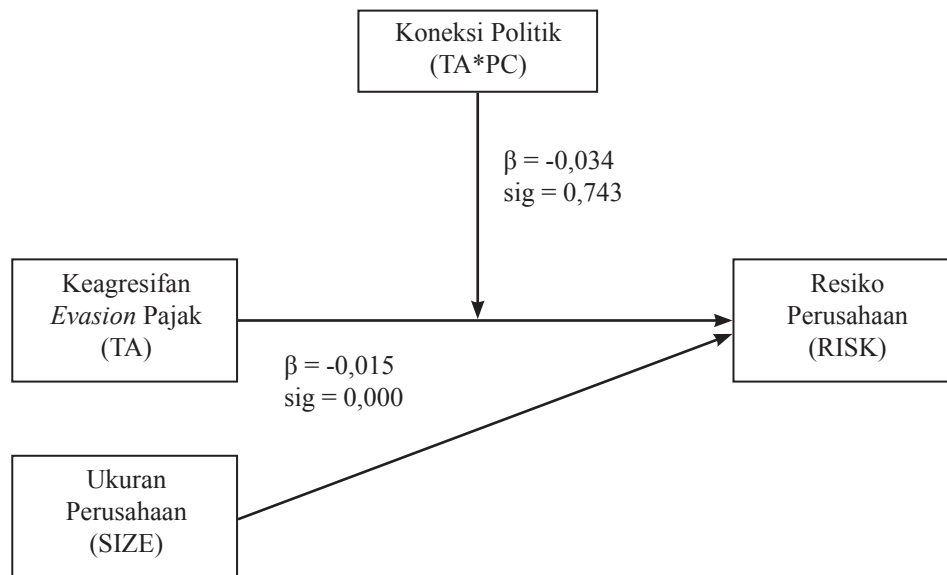 Koneksi Politik
(TA*PC)
β = -0,034
sig = 0,743
Keagresifan
Evasion Pajak
(TA)
Resiko
Perusahaan
(RISK)
β = -0,015
sig = 0,000
Ukuran
Perusahaan
(SIZE)